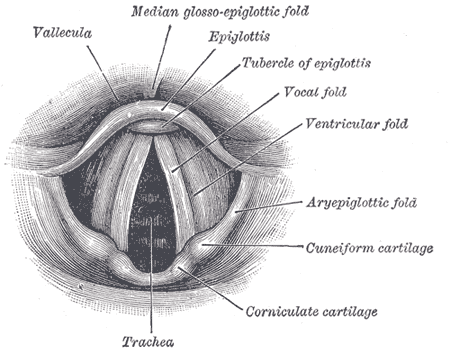 Median glosso-epiglottic fold
Vallecula
Epiglottis
Tubercle of epiglottis
Vocal fold
Ventricular fold
Aryepiglottic fold
Cuneiform cartilage
Corniculate cartilage
Trachea